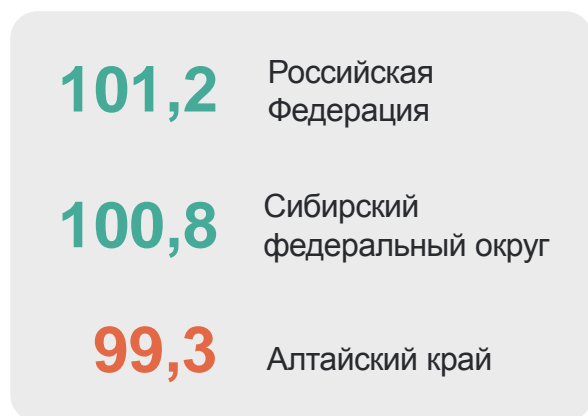 101,2
Российская
Федерация
100,8
Сибирский
федеральный округ
99,3
Алтайский край